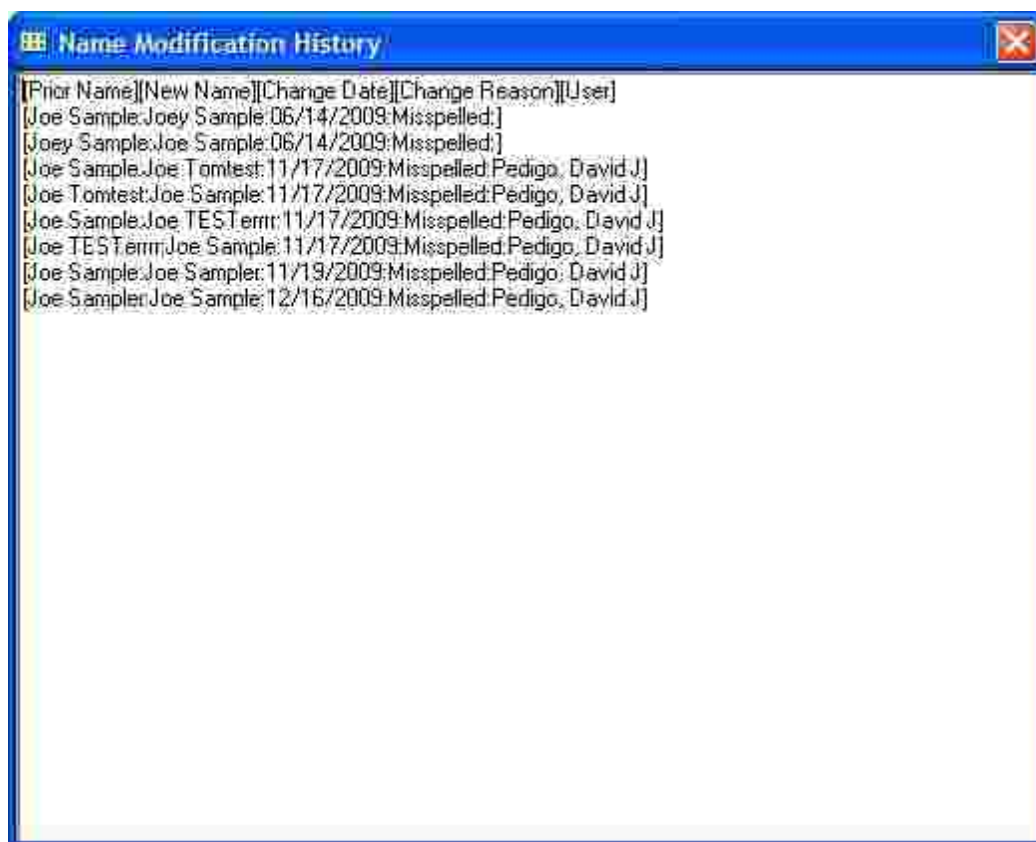 Name Modification History
[Prior Name][New Name][Change Date][Change Reason][User]
[Joe Sample:Joey Sample:06/14/2009:Misspelled:]
[Joey Sample:Joe Sample:06/14/2009:Misspelled:]
[Joe Sample:Joe Tomtest:11/17/2009:Misspelled:Pedigo, David J]
[Joe Tomtest:Joe Sample:11/17/2009:Misspelled:Pedigo, David J]
[Joe Sample:Joe TESTerrrr:11/17/2009:Misspelled:Pedigo, David J]
[Joe TESTerrrr:Joe Sample:11/17/2009:Misspelled:Pedigo, David J]
[Joe Sample:Joe Sampler:11/19/2009:Misspelled:Pedigo, David J]
[Joe Sampler:Joe Sample:12/16/2009:Misspelled:Pedigo, David J]